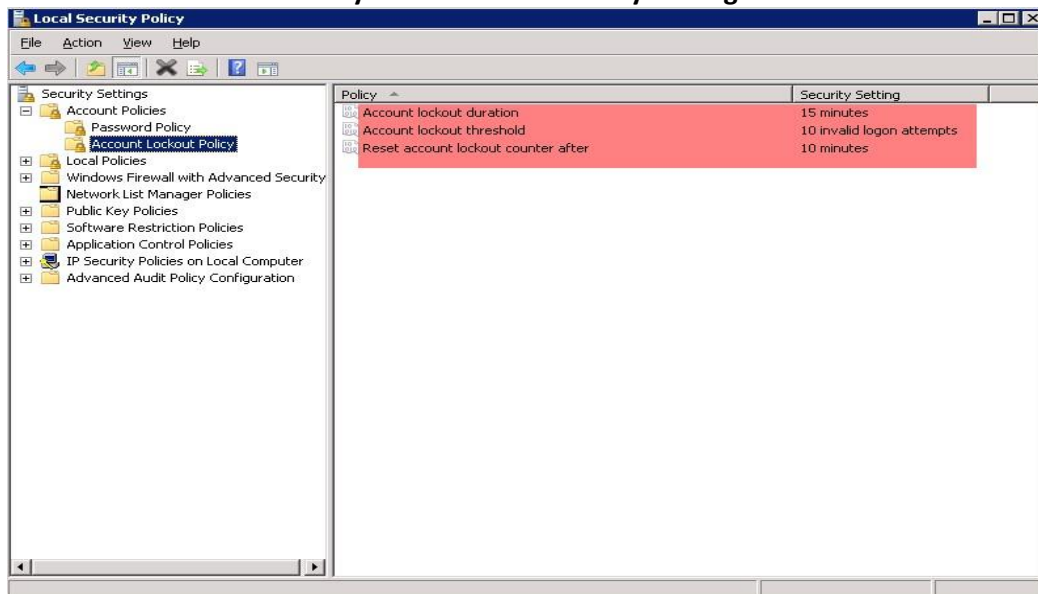 Local Security Policy
File Action View Help
Security Settings
Account Policies
Password Policy
Account Lockout Policy
Local Policies
Windows Firewall with Advanced Security
Network List Manager Policies
Public Key Policies
Software Restriction Policies
Application Control Policies
IP Security Policies on Local Computer
Advanced Audit Policy Configuration
Policy Security Setting
Account lockout duration 15 minutes
Account lockout threshold 10 invalid logon attempts
Reset account lockout counter after 10 minutes